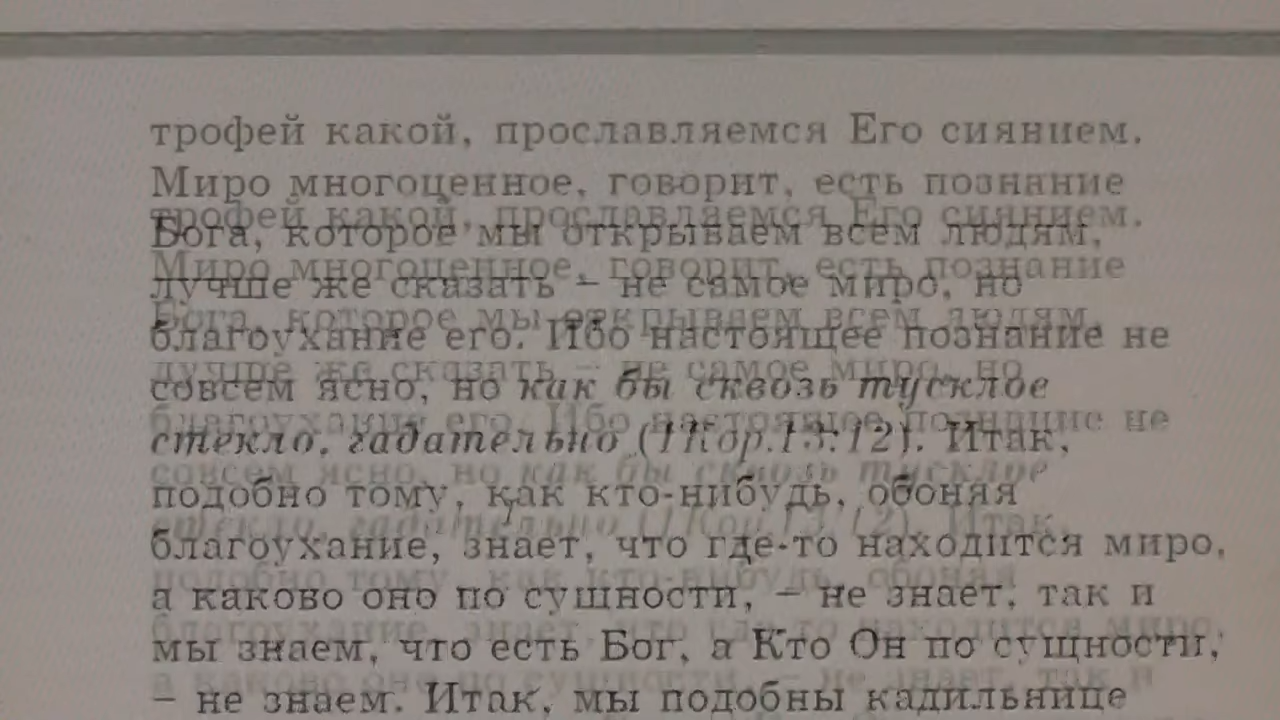 трофей какой, прославляемся Его сиянием.
Миро многоценное, говорит, есть познание
Бога, которое мы открываем всем людям,
лучше же сказать – не самое миро, но
благоухание его. Ибо настоящее познание не
совсем ясно, но как бы сквозь тусклое
стекло, гадательно (1Кор.13:12). Итак,
подобно тому, как кто-нибудь, обоняя
благоухание, знает, что где-то находится миро,
а каково оно по сущности, – не знает, так и
мы знаем, что есть Бог, а Кто Он по сущности,
– не знаем. Итак, мы подобны кадильнице